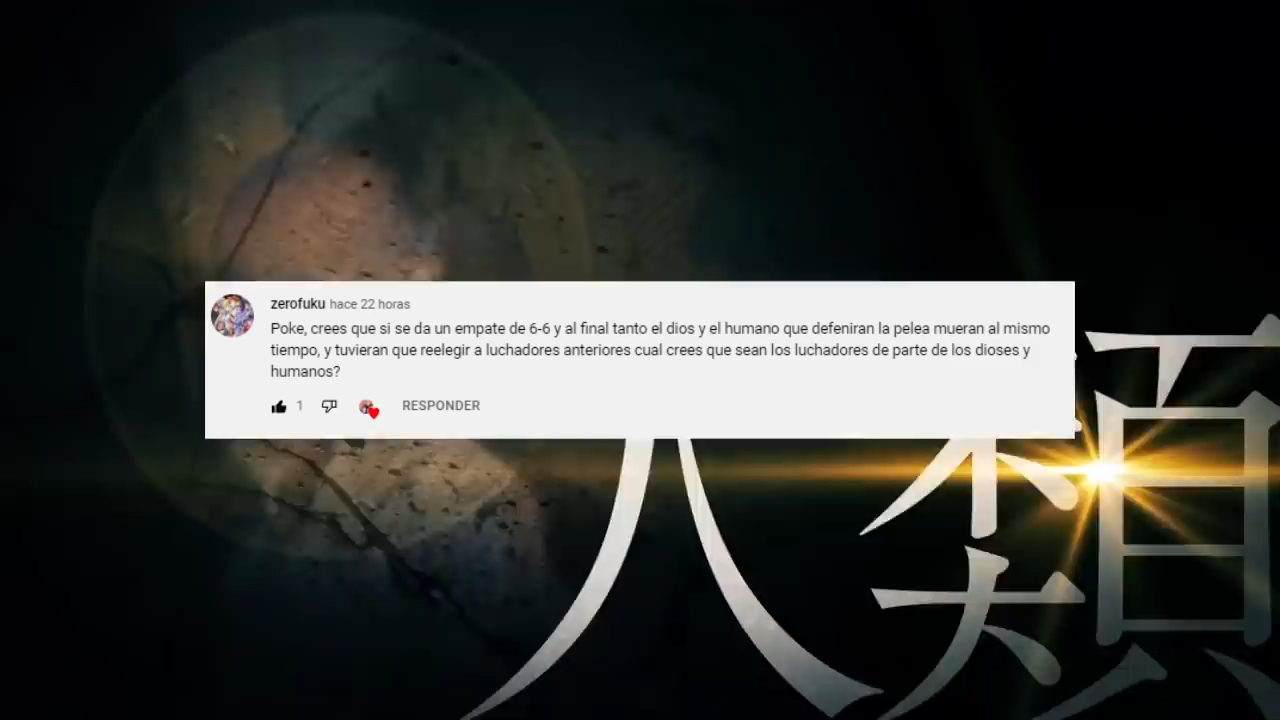 zerofuku hace 22 horas
Poke, crees que si se da un empate de 6-6 y al final tanto el dios y el humano que defeniran la pelea mueran al mismo
tiempo, y tuvieran que reelegir a luchadores anteriores cual crees que sean los luchadores de parte de los dioses y
humanos?
1 RESPONDER
人類